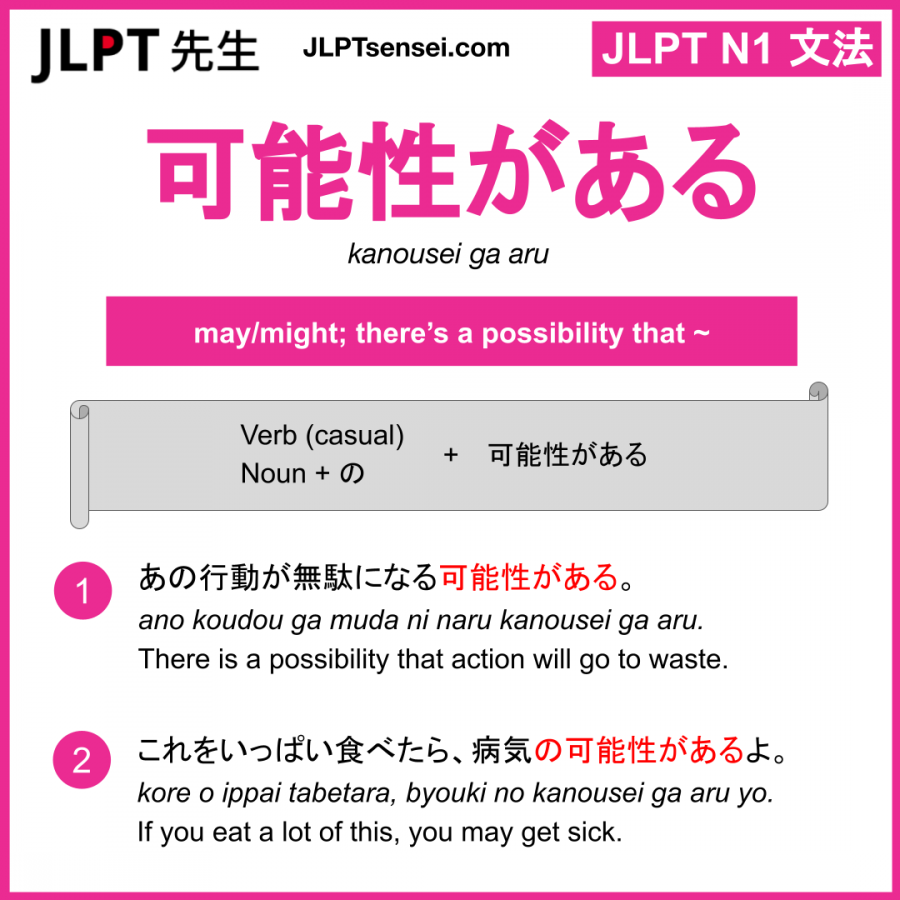 JLPT 先生
JLPTsensei.com
JLPT N1 文法
可能性がある
kanousei ga aru
may/might; there's a possibility that ~
Verb (casual)
Noun + の
+ 可能性がある
1 あの行動が無駄になる可能性がある。
ano koudou ga muda ni naru kanousei ga aru.
There is a possibility that action will go to waste.
2 これをいっぱい食べたら、病気の可能性があるよ。
kore o ippai tabetara, byouki no kanousei ga aru yo.
If you eat a lot of this, you may get sick.